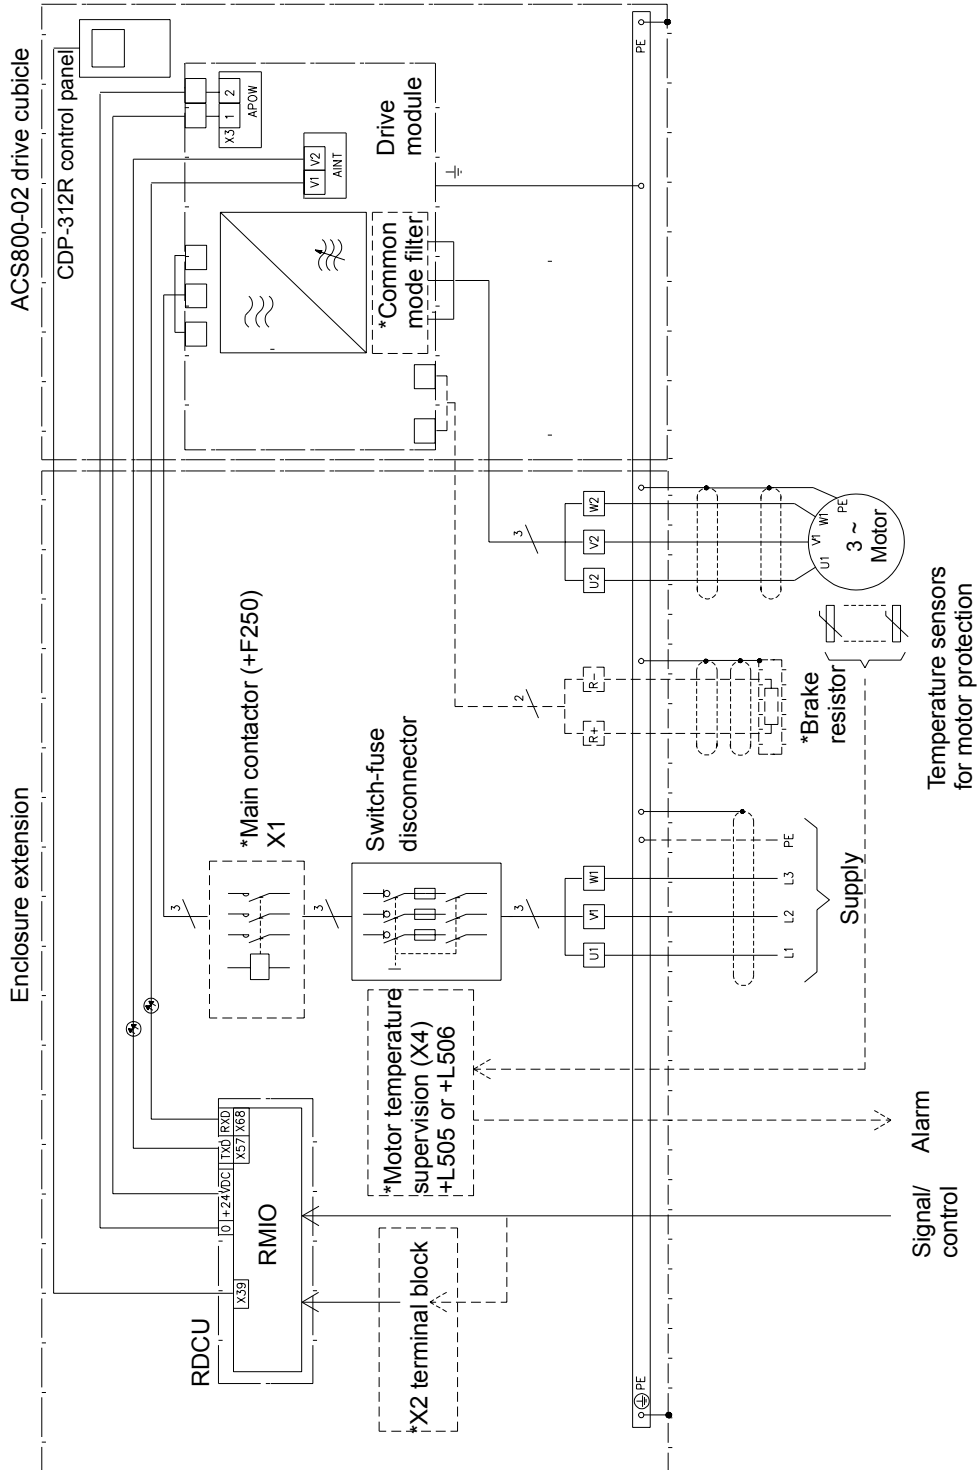 ACS800-02 drive cubicle
CDP-312R control panel
Enclosure extension
X3
1
2
APOW
V1
V2
AINT
Drive
module
*Common
mode filter
PE
*Main contactor (+F250)
X1
3
3
Switch-fuse
disconnector
3
U1
V1
W1
2
R+
R-
3
U2
V2
W2
RDCU
RMIO
X39
0
+24VDC
TXD
RXD
X57
X68
*Motor temperature
supervision (X4)
+L505 or +L506
*X2 terminal block
PE
L1
L2
L3
PE
Supply
*Brake
resistor
U1
V1
W1
PE
3 ~
Motor
Temperature sensors
for motor protection
Signal/
control
Alarm